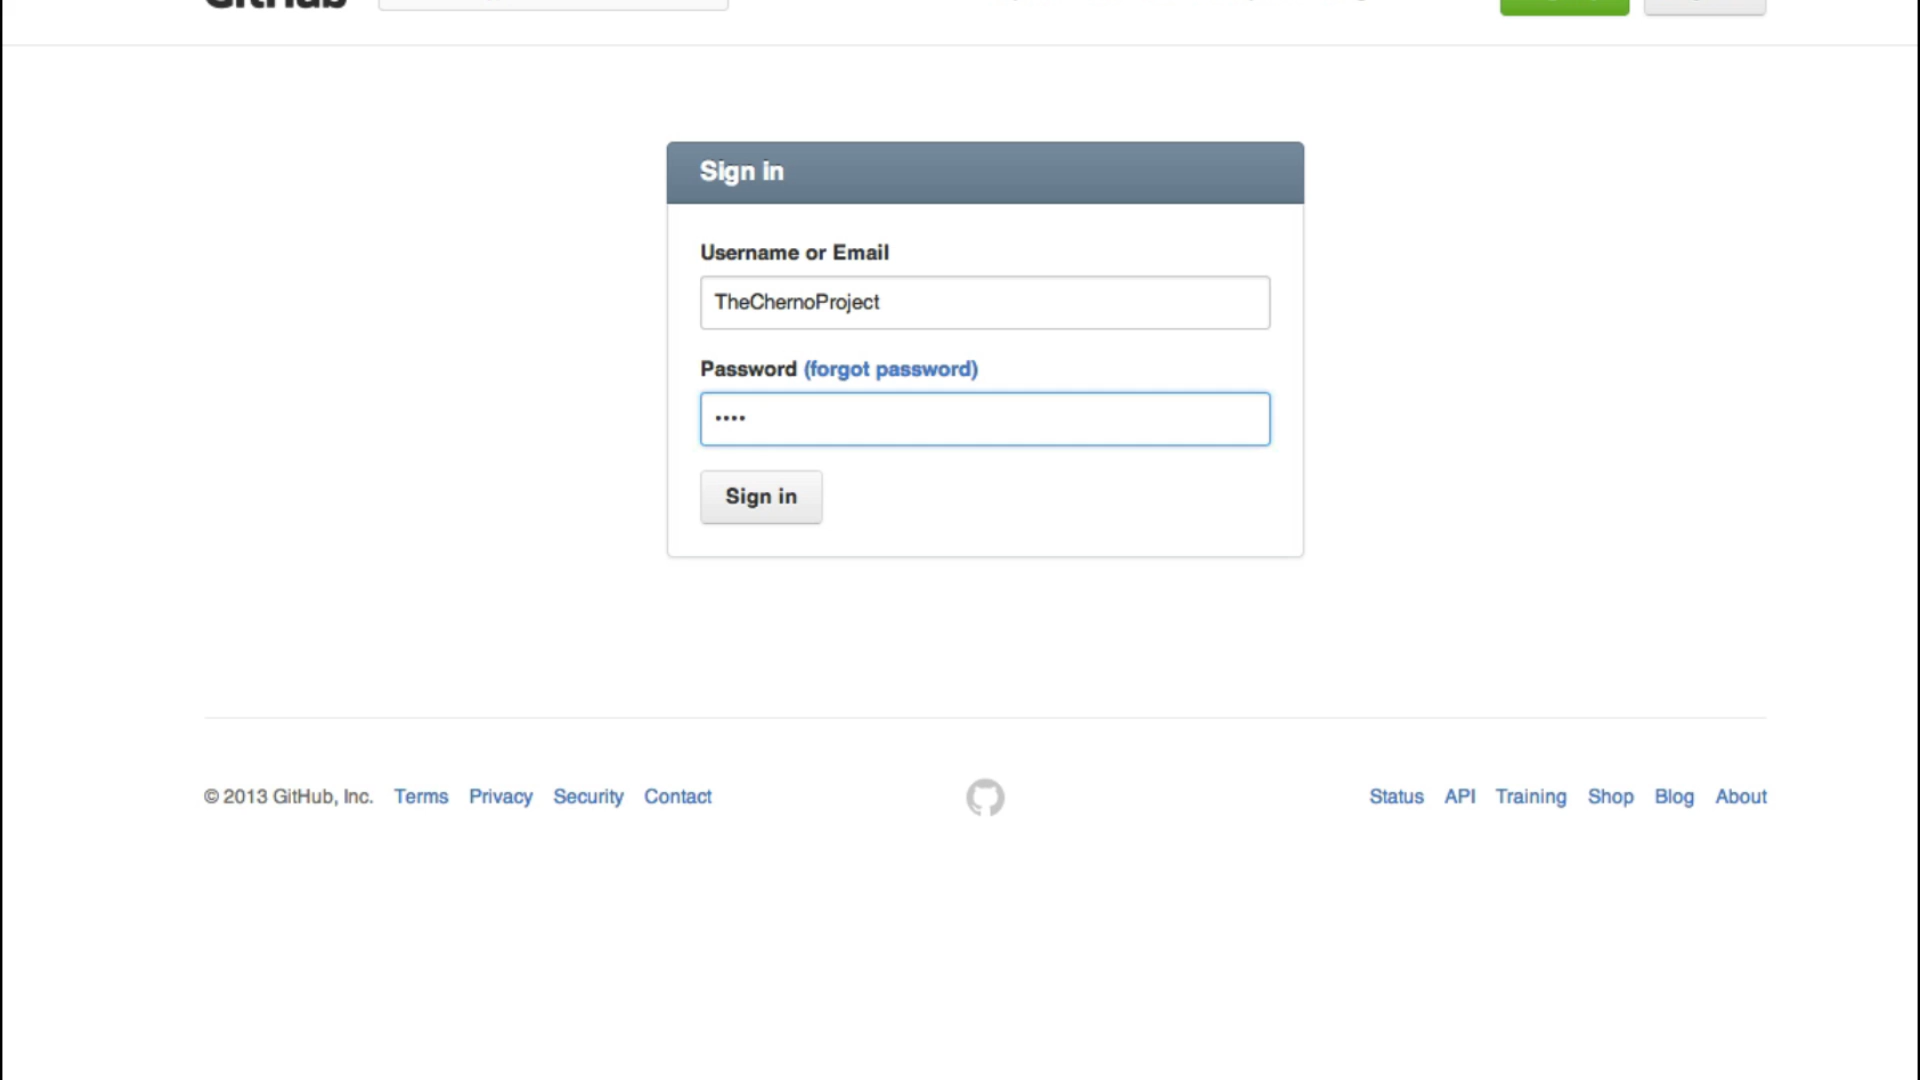 GitHub
Sign in
Username or Email
TheChernoProject
Password (forgot password)
••••
Sign in
© 2013 GitHub, Inc. Terms Privacy Security Contact
Status API Training Shop Blog About